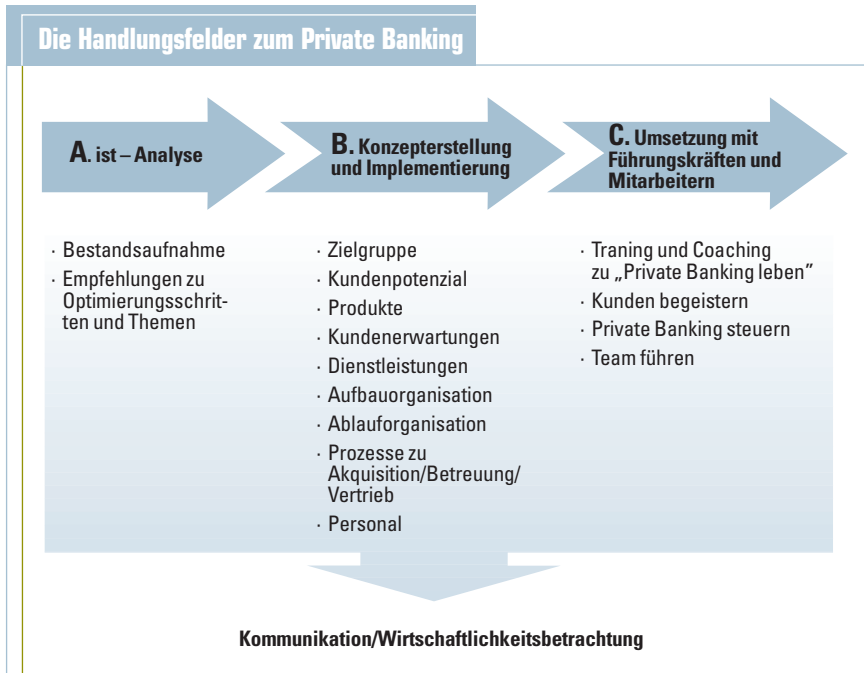 Die Handlungsfelder zum Private Banking
A. ist – Analyse
B. Konzepterstellung
und Implementierung
C. Umsetzung mit
Führungskräften und
Mitarbeitern
· Bestandsaufnahme
· Empfehlungen zu
Optimierungsschrit-
ten und Themen
· Zielgruppe
· Kundenpotenzial
· Produkte
· Kundenerwartungen
· Dienstleistungen
· Aufbauorganisation
· Ablauforganisation
· Prozesse zu
Akquisition/Betreuung/
Vertrieb
· Personal
· Traning und Coaching
zu „Private Banking leben”
· Kunden begeistern
· Private Banking steuern
· Team führen
Kommunikation/Wirtschaftlichkeitsbetrachtung